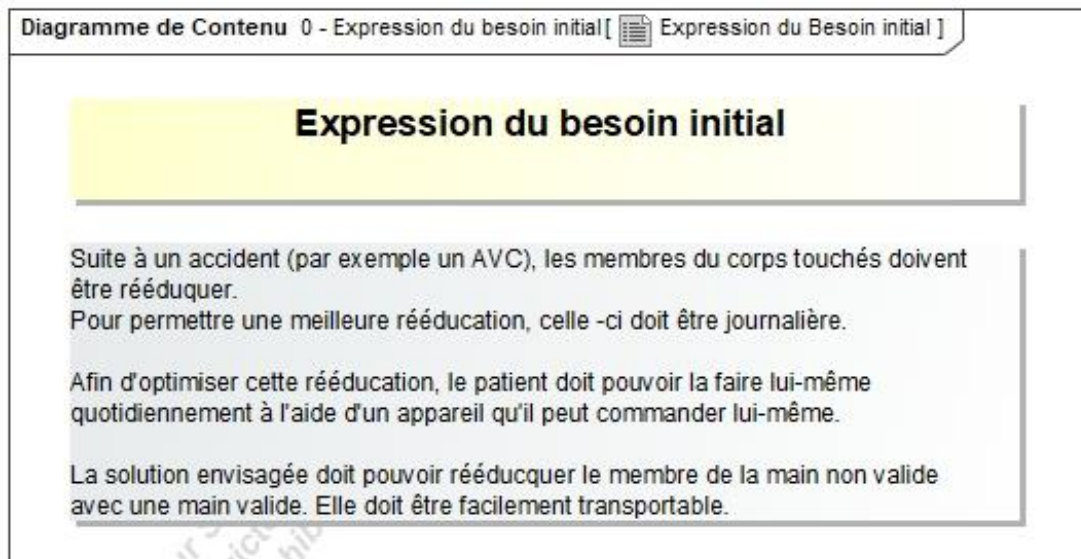 Diagramme de Contenu 0 - Expression du besoin initial[ Expression du Besoin initial ]
Expression du besoin initial
Suite à un accident (par exemple un AVC), les membres du corps touchés doivent
être rééduquer.
Pour permettre une meilleure rééducation, celle -ci doit être journalière.
Afin d'optimiser cette rééducation, le patient doit pouvoir la faire lui-même
quotidiennement à l'aide d'un appareil qu'il peut commander lui-même.
La solution envisagée doit pouvoir rééducquer le membre de la main non valide
avec une main valide. Elle doit être facilement transportable.